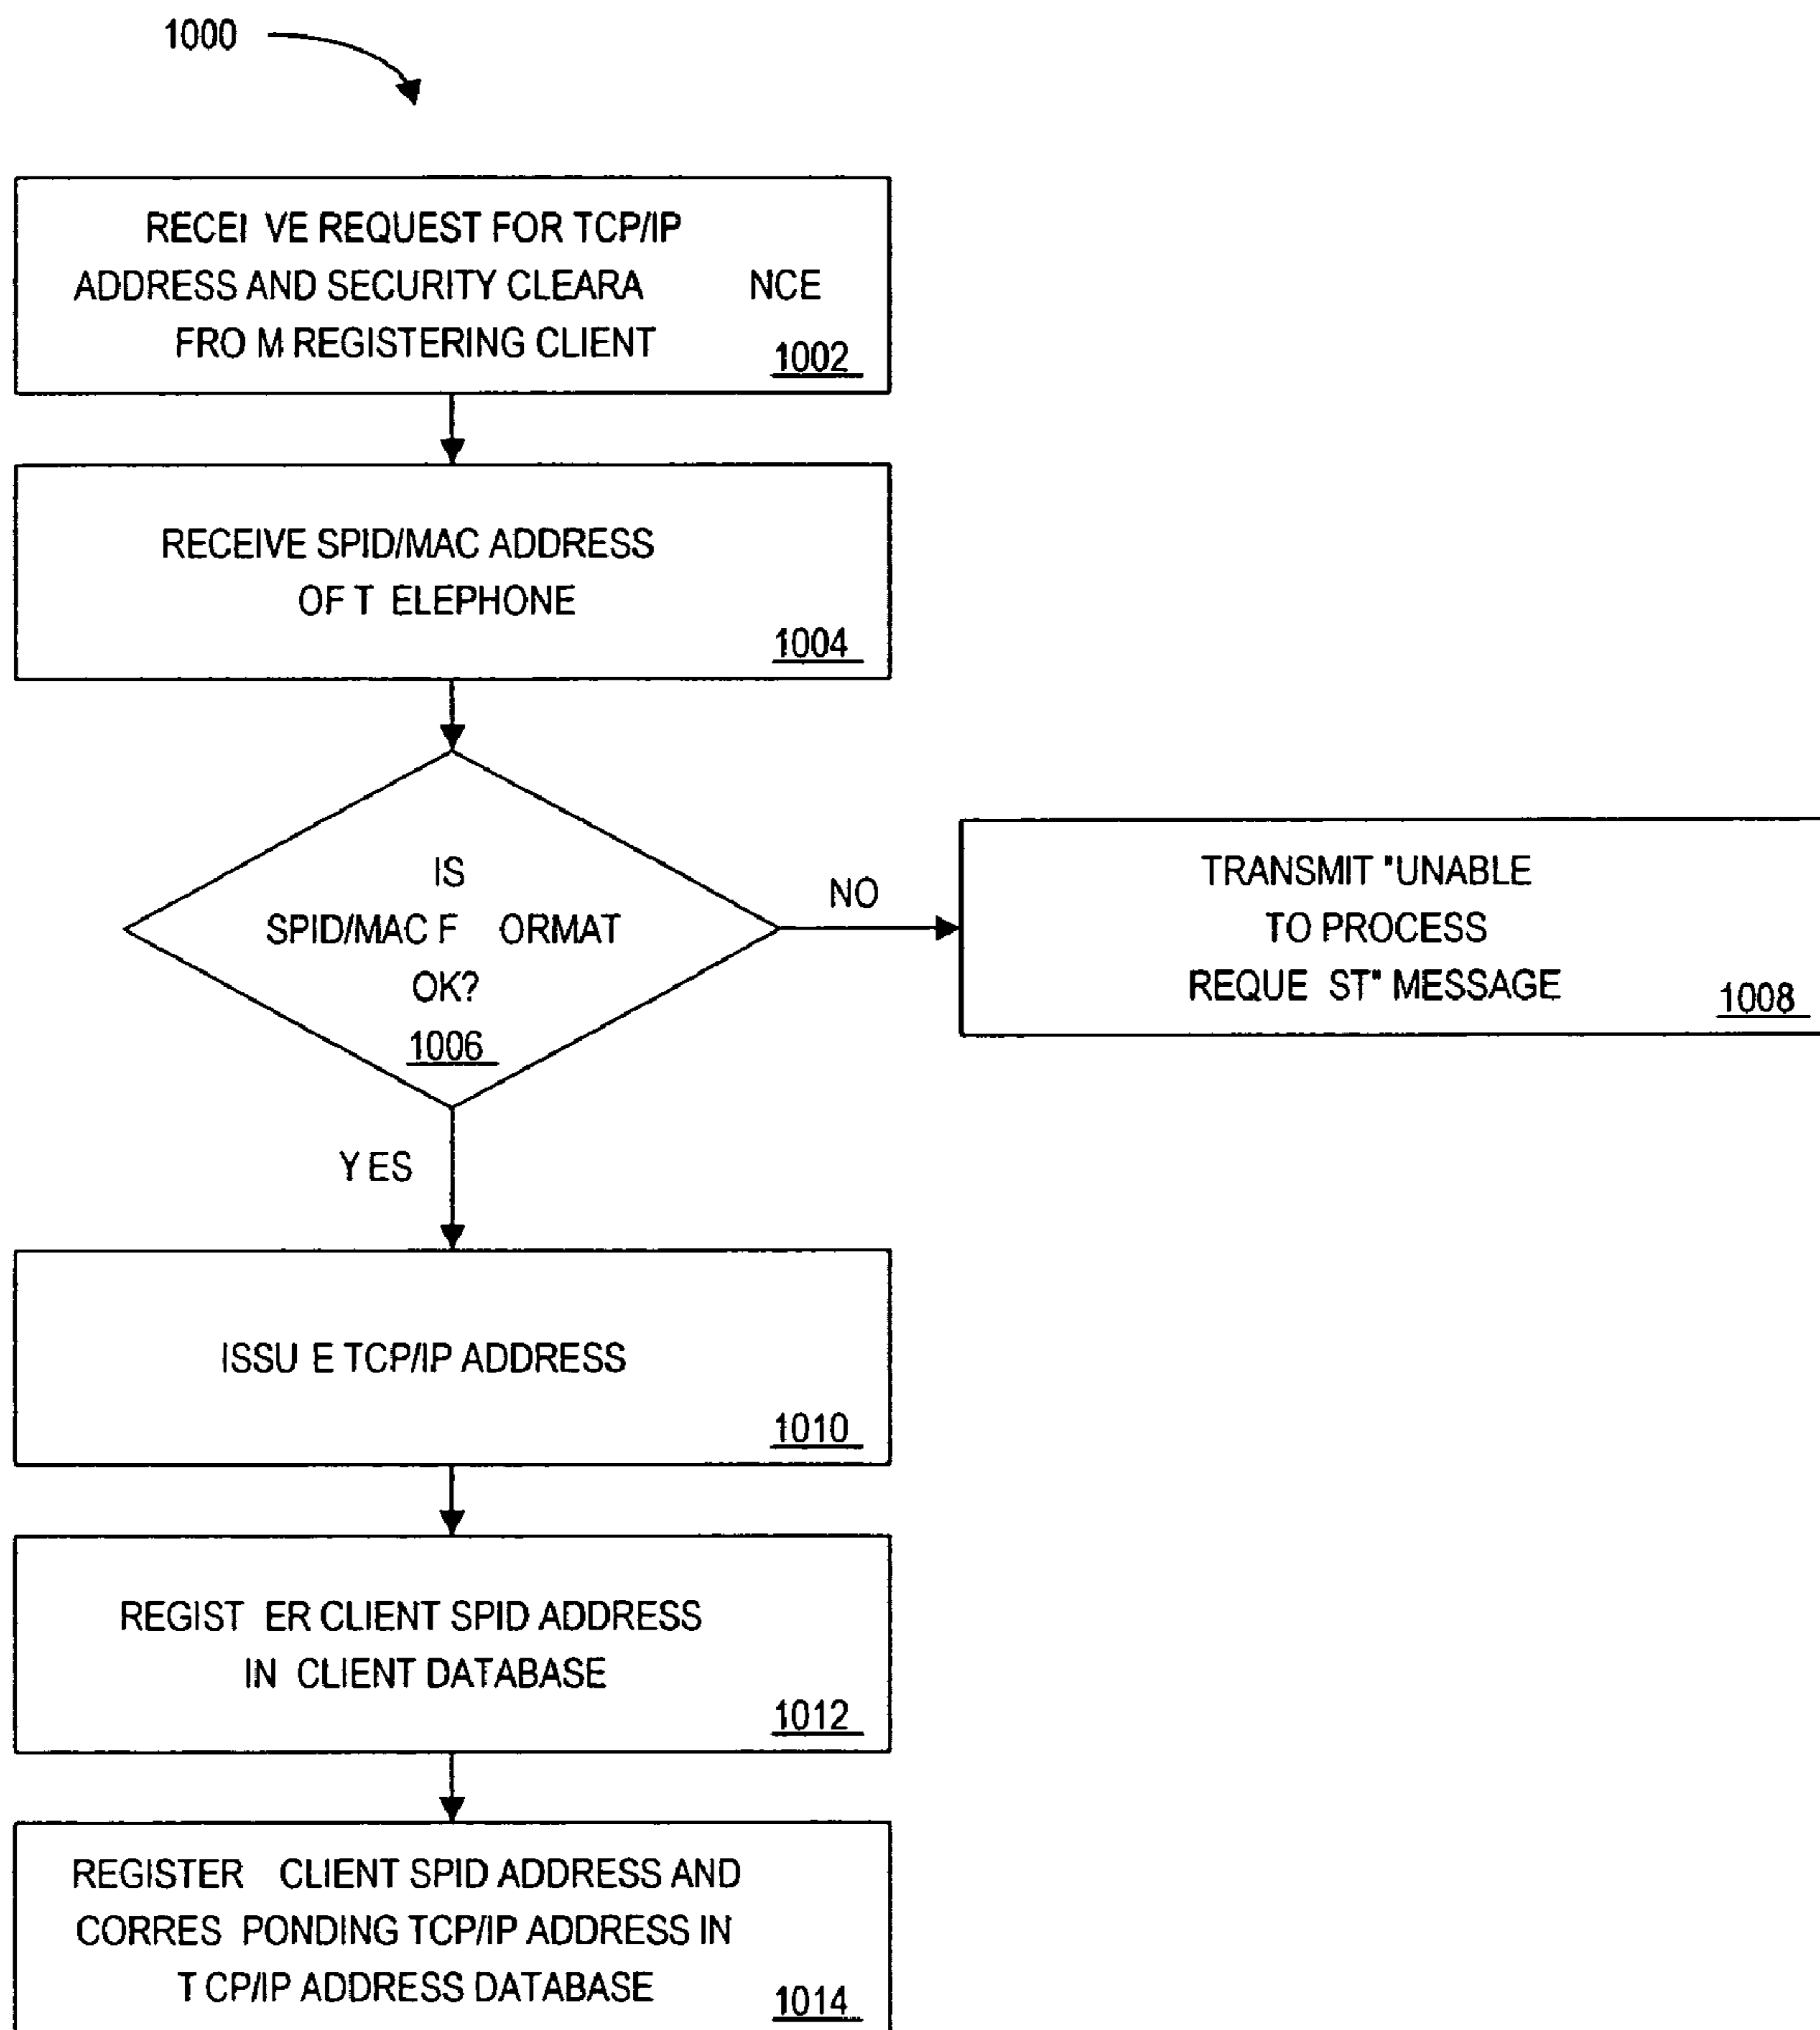 1000
RECEI VE REQUEST FOR TCP/IP
ADDRESS AND SECURITY CLEARA NCE
FRO M REGISTERING CLIENT
1002
RECEIVE SPID/MAC ADDRESS
OF T ELEPHONE
1004
IS
SPID/MAC F ORMAT
OK?
1006
NO
TRANSMIT "UNABLE
TO PROCESS
REQUE ST" MESSAGE
1008
Y ES
ISSU E TCP/IP ADDRESS
1010
REGIST ER CLIENT SPID ADDRESS
IN CLIENT DATABASE
1012
REGISTER CLIENT SPID ADDRESS AND
CORRES PONDING TCP/IP ADDRESS IN
T CP/IP ADDRESS DATABASE
1014